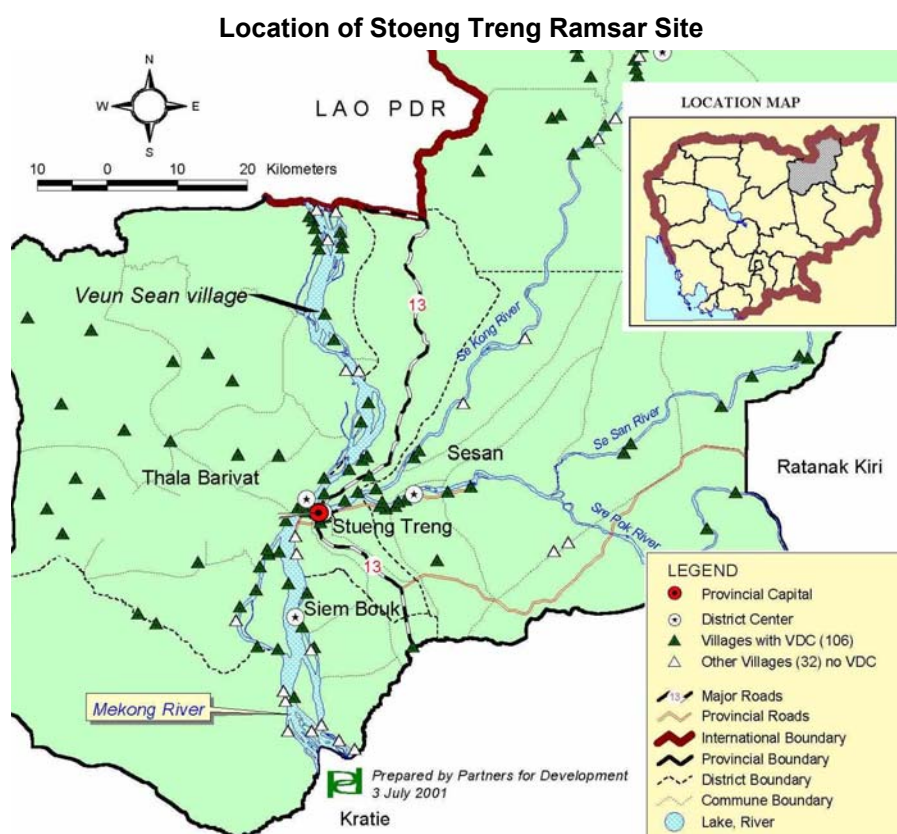 Location of Stoeng Treng Ramsar Site
N
W
E
S
10 0 10 20 Kilometers
LAO PDR
LOCATION MAP
Veun Sean village
13
Se Kong River
Se San River
Sesan
Ratanak Kiri
Thala Barivat
Stueng Treng
Sre Pok River
13
Siem Bouk
Mekong River
Prepared by Partners for Development
3 July 2001
Kratie
LEGEND
Provincial Capital
District Center
Villages with VDC (106)
Other Villages (32) no VDC
13 Major Roads
Provincial Roads
International Boundary
Provincial Boundary
District Boundary
Commune Boundary
Lake, River